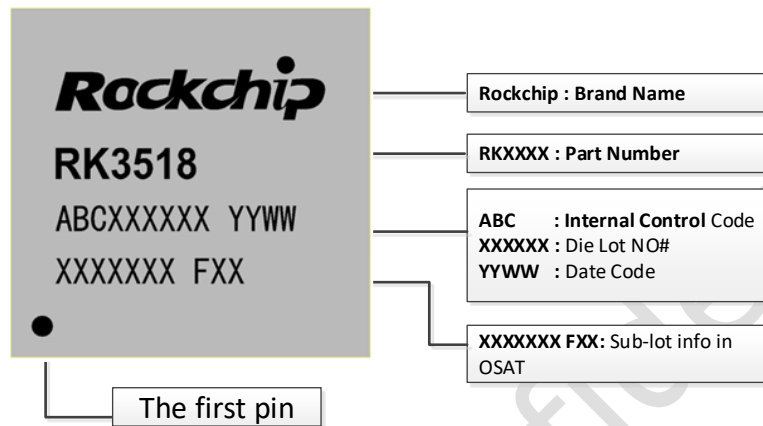 Rockchip
RK3518
ABCXXXXXX YYWW
XXXXXXX FXX
The first pin
Rockchip : Brand Name
RKXXXX : Part Number
ABC : Internal Control Code
XXXXXX : Die Lot NO#
YYWW : Date Code
XXXXXXX FXX: Sub-lot info in
OSAT